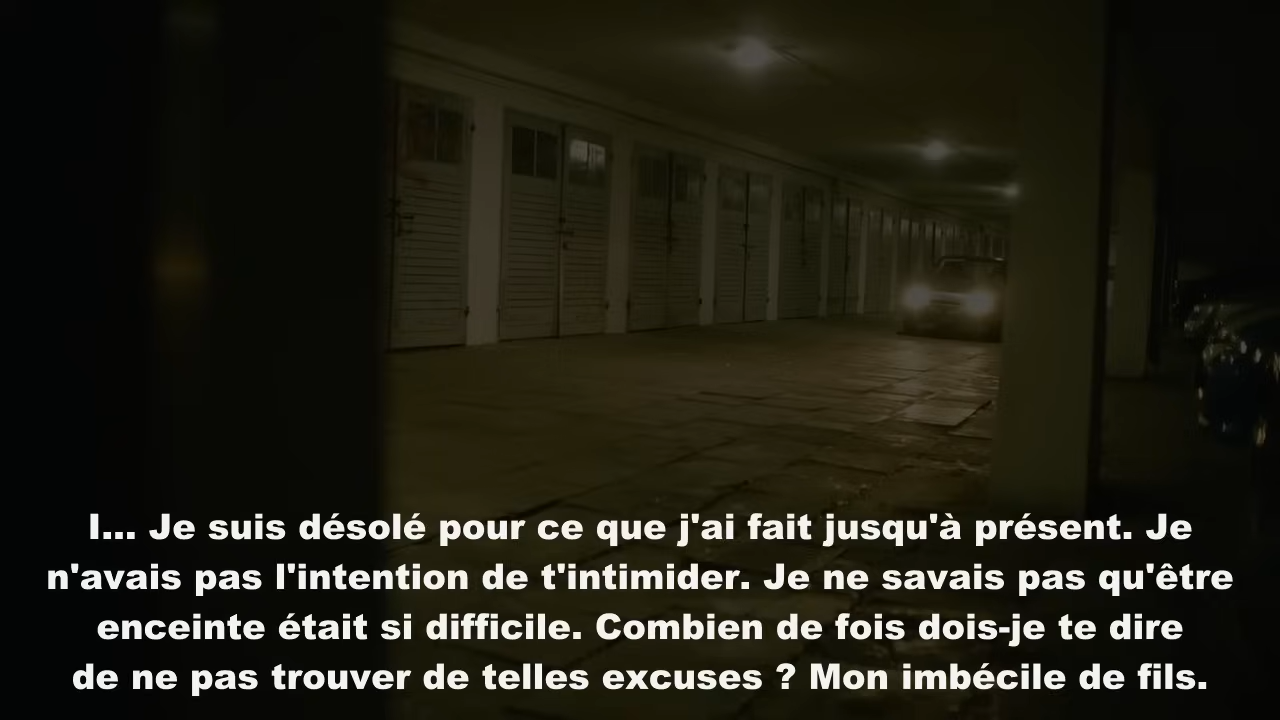 I... Je suis désolé pour ce que j'ai fait jusqu'à présent. Je
n'avais pas l'intention de t'intimider. Je ne savais pas qu'être
enceinte était si difficile. Combien de fois dois-je te dire
de ne pas trouver de telles excuses ? Mon imbécile de fils.